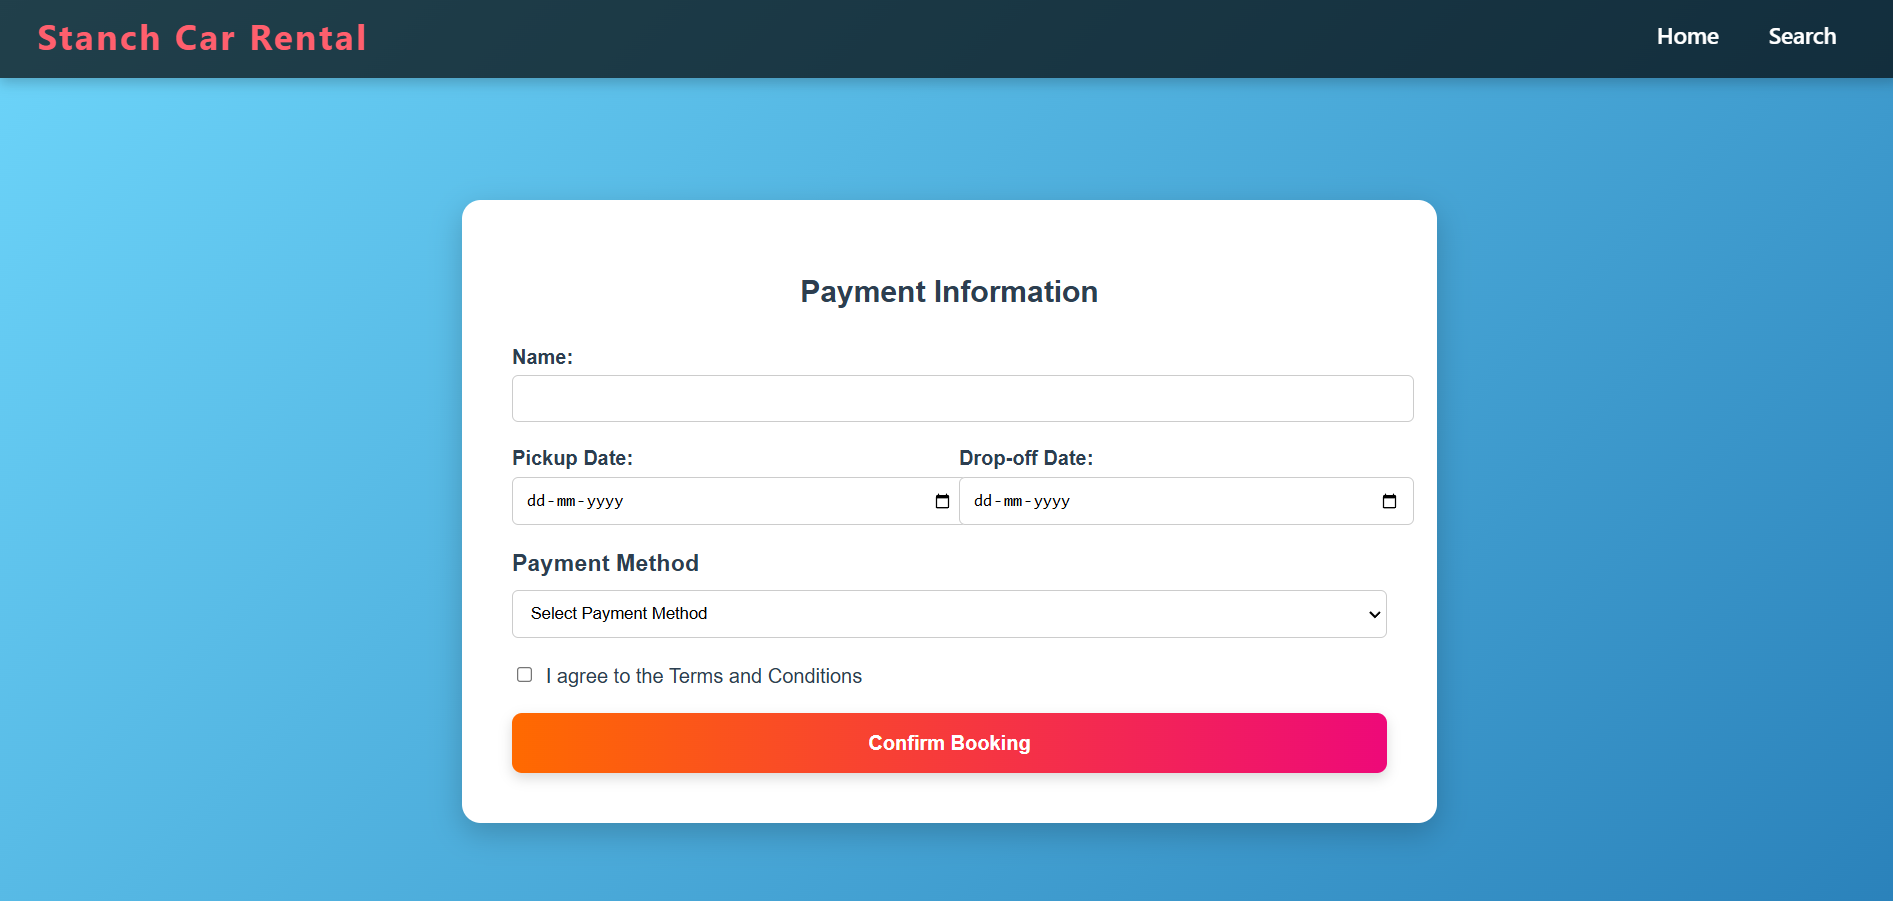 Stanch Car Rental
Home Search
Payment Information
Name:
Pickup Date: Drop-off Date:
dd-mm-yyyy dd-mm-yyyy
Payment Method
Select Payment Method
I agree to the Terms and Conditions
Confirm Booking